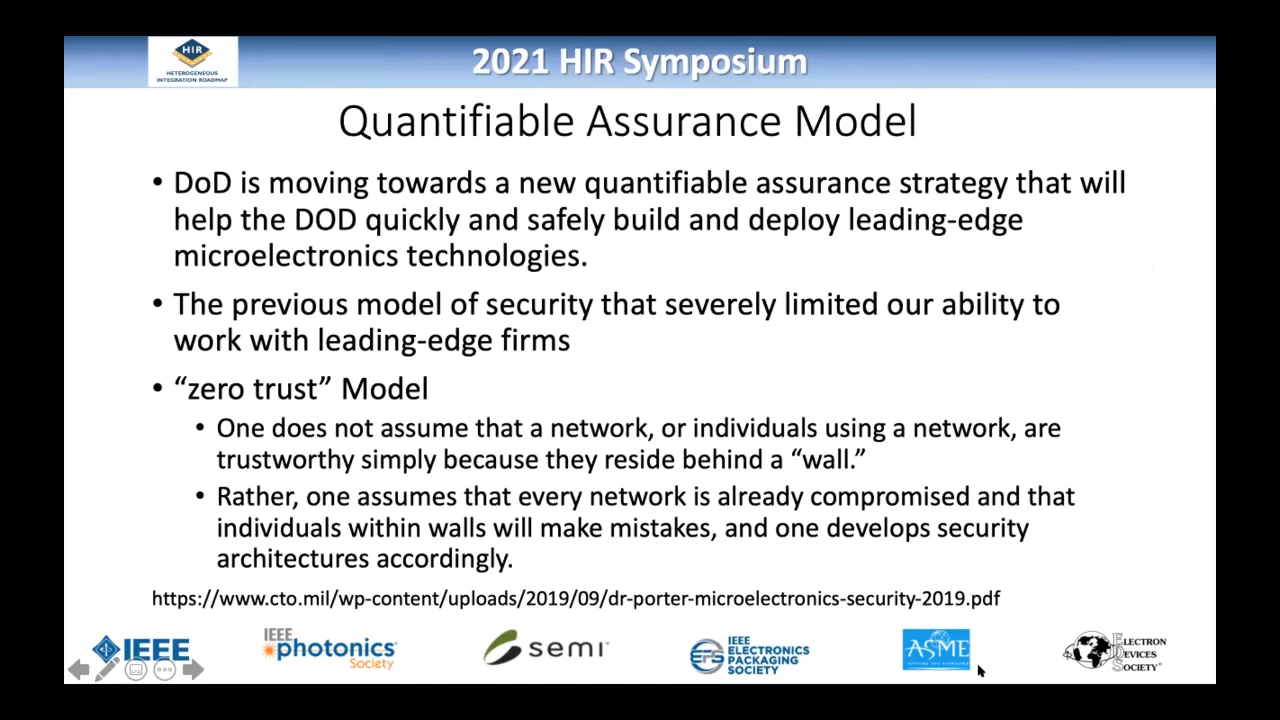 HIR
HETEROGENEOUS
INTEGRATION ROADMAP
2021 HIR Symposium
Quantifiable Assurance Model
• DoD is moving towards a new quantifiable assurance strategy that will
help the DOD quickly and safely build and deploy leading-edge
microelectronics technologies.
• The previous model of security that severely limited our ability to
work with leading-edge firms
• “zero trust” Model
• One does not assume that a network, or individuals using a network, are
trustworthy simply because they reside behind a “wall.”
• Rather, one assumes that every network is already compromised and that
individuals within walls will make mistakes, and one develops security
architectures accordingly.
https://www.cto.mil/wp-content/uploads/2019/09/dr-porter-microelectronics-security-2019.pdf
IEEE
IEEE
photonics
Society
semi
EPS
IEEE
ELECTRONICS
PACKAGING
SOCIETY
ASME
EDS
ELECTRON
DEVICES
SOCIETY®